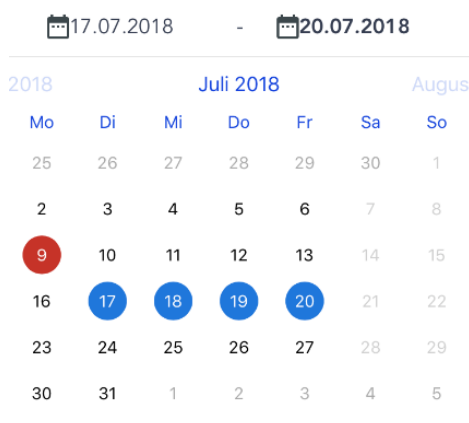 17.07.2018 - 20.07.2018
2018 Juli 2018 Augus
Mo Di Mi Do Fr Sa So
25 26 27 28 29 30 1
2 3 4 5 6 7 8
9 10 11 12 13 14 15
16 17 18 19 20 21 22
23 24 25 26 27 28 29
30 31 1 2 3 4 5